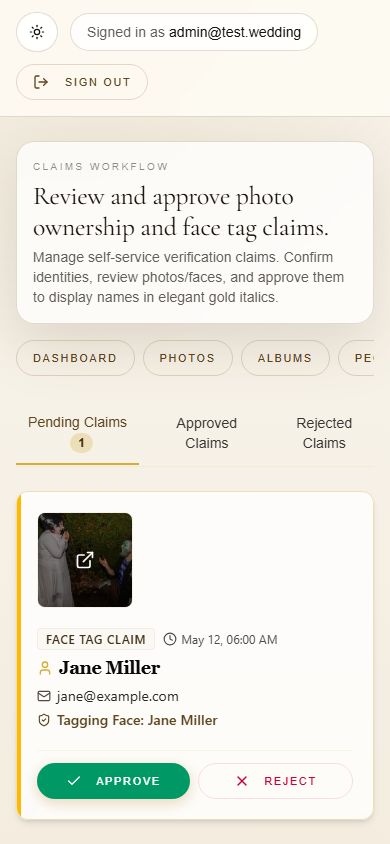 Signed in as admin@test.wedding
SIGN OUT
CLAIMS WORKFLOW
Review and approve photo
ownership and face tag claims.
Manage self-service verification claims. Confirm
identities, review photos/faces, and approve them
to display names in elegant gold italics.
DASHBOARD PHOTOS ALBUMS PE
Pending Claims
1
Approved
Claims
Rejected
Claims
FACE TAG CLAIM May 12, 06:00 AM
Jane Miller
jane@example.com
Tagging Face: Jane Miller
APPROVE REJECT